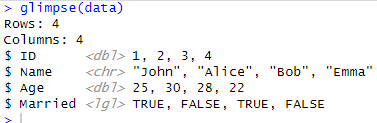 > glimpse(data)
Rows: 4
Columns: 4
$ ID      <dbl> 1, 2, 3, 4
$ Name    <chr> "John", "Alice", "Bob", "Emma"
$ Age     <dbl> 25, 30, 28, 22
$ Married <lgl> TRUE, FALSE, TRUE, FALSE
>